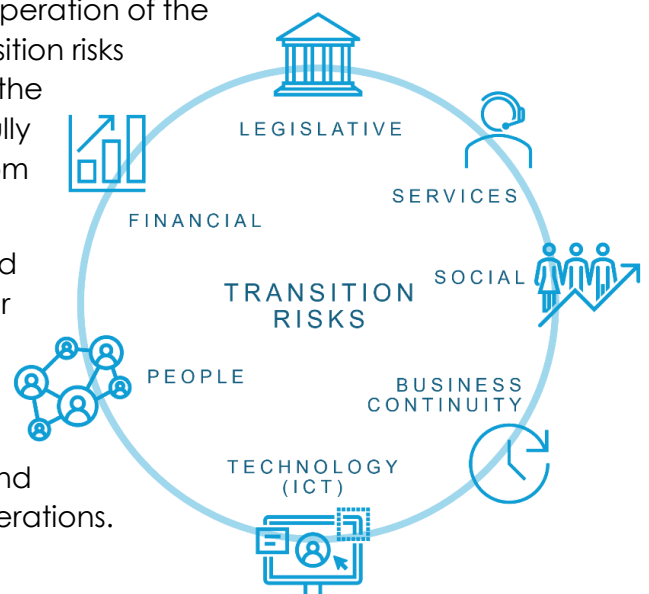 peration of the
sition risks
the
lly
m
d
r
nd
erations.
LEGISLATIVE
SERVICES
FINANCIAL
SOCIAL
TRANSITION
RISKS
PEOPLE
BUSINESS
CONTINUITY
TECHNOLOGY
(ICT)